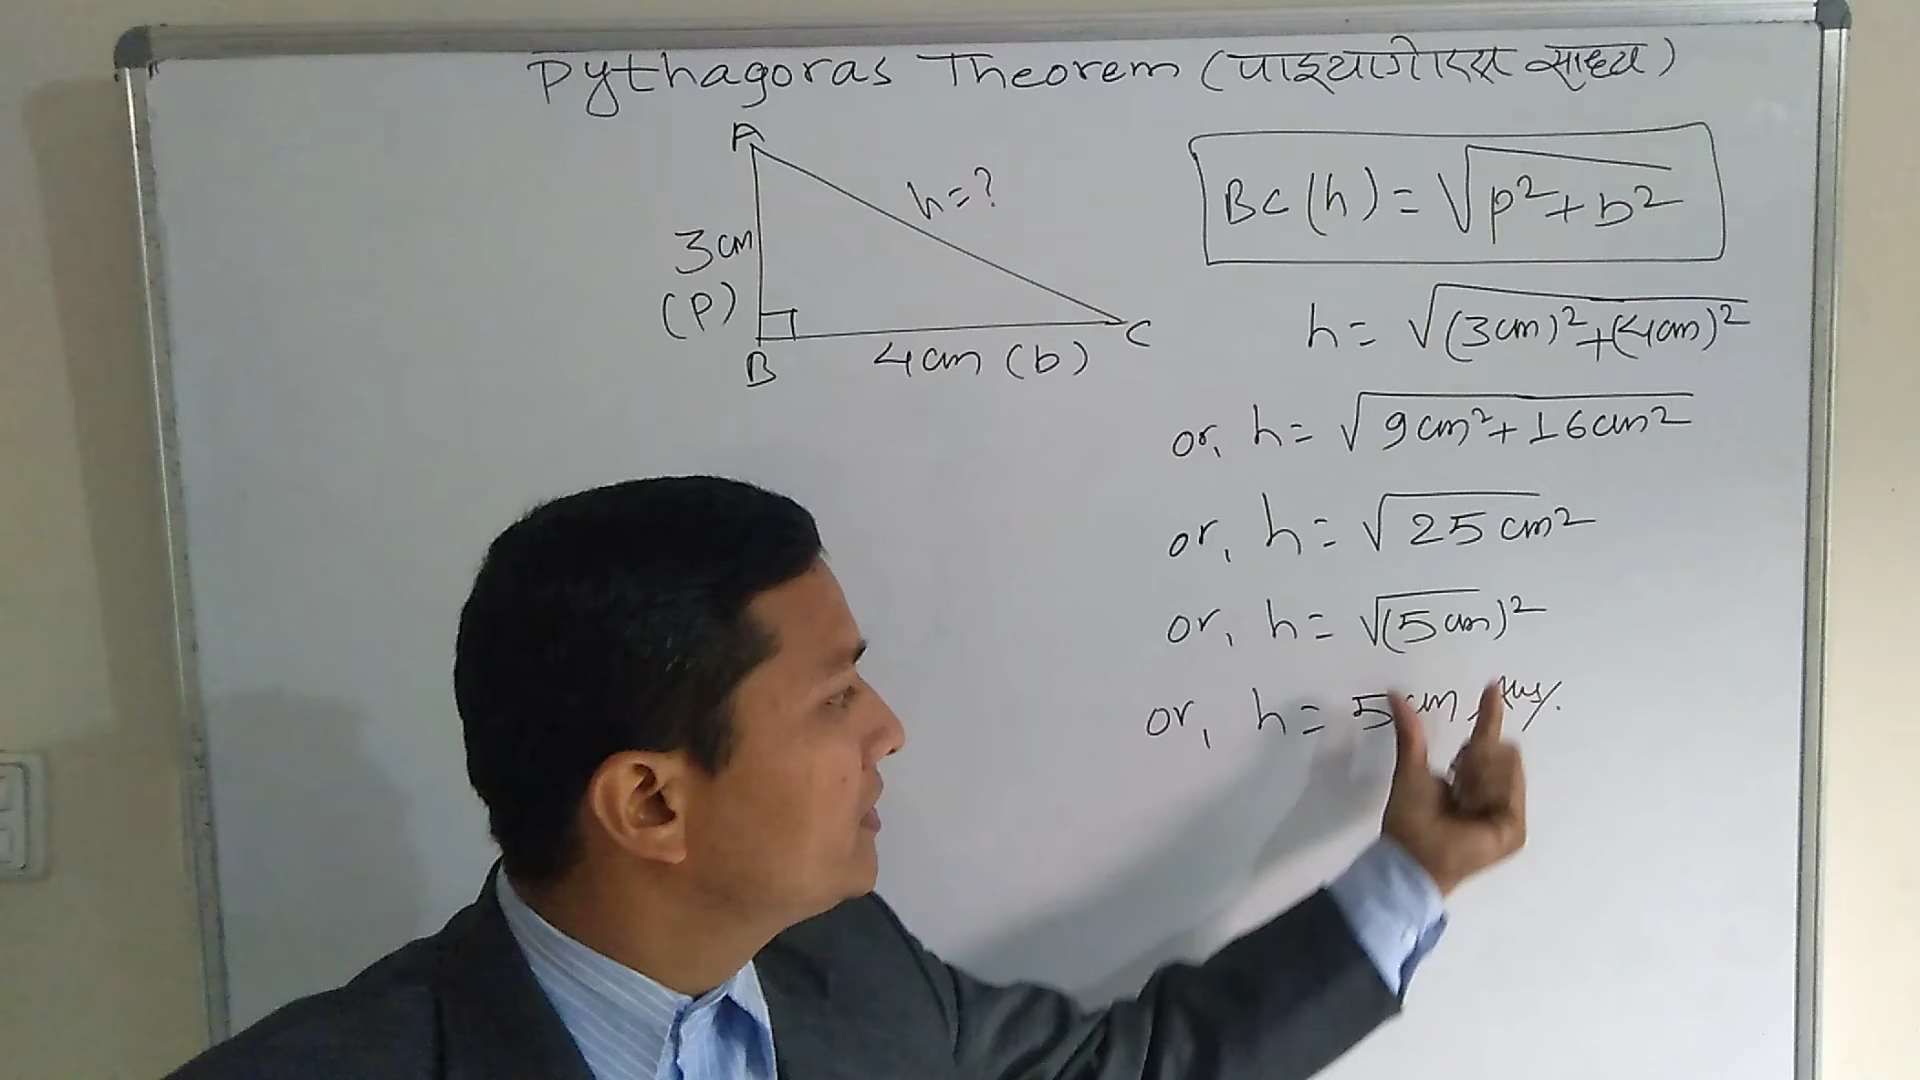 Pythagoras Theorem (पाइथागोरस साध्य)
A
h=?
3cm
(P)
B
4cm (b)
C
BC(h) = √p²+b²
h = √(3cm)²+(4cm)²
or, h = √9cm²+16cm²
or, h = √25cm²
or, h = √(5cm)²
or, h = 5cm Ans.